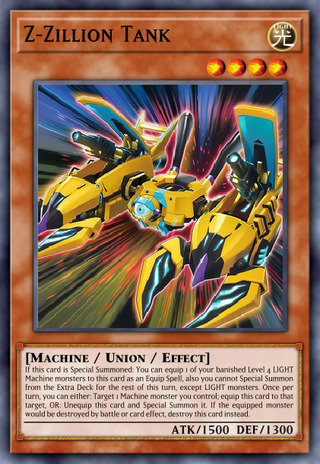 Z-Zillion Tank
LIGHT
光
[Machine / Union / Effect]
If this card is Special Summoned: You can equip 1 of your banished Level 4 LIGHT
Machine monsters to this card as an Equip Spell, also you cannot Special Summon
from the Extra Deck for the rest of this turn, except LIGHT monsters. Once per
turn, you can either: Target 1 Machine monster you control; equip this card to that
target, OR: Unequip this card and Special Summon it. If the equipped monster
would be destroyed by battle or card effect, destroy this card instead.
ATK/1500 DEF/1300